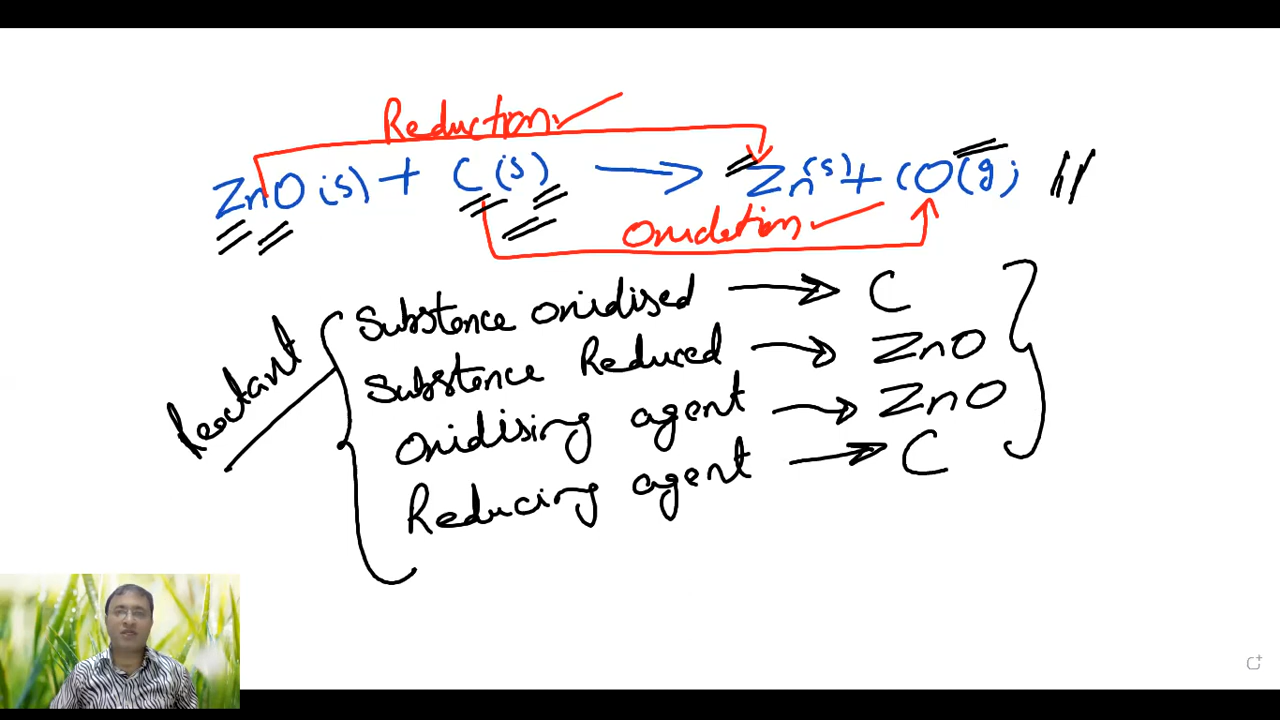 Reduction
ZnO (s) + C (s) → Zn (s) + CO (g)
Oxidation
Reactant
Substance oxidised → C
Substance Reduced → ZnO
Oxidising agent → ZnO
Reducing agent → C